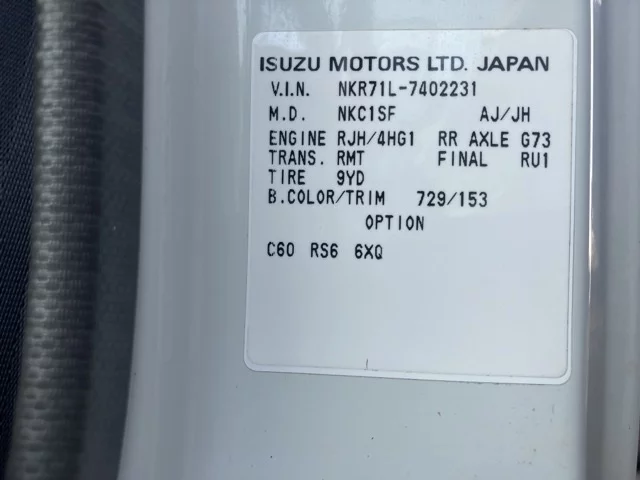 ISUZU MOTORS LTD. JAPAN
V.I.N. NKR71L-7402231
M.D. NKC1SF AJ/JH
ENGINE RJH/4HG1 RR AXLE G73
TRANS. RMT FINAL RU1
TIRE 9YD
B.COLOR/TRIM 729/153
OPTION
C60 RS6 6XQ